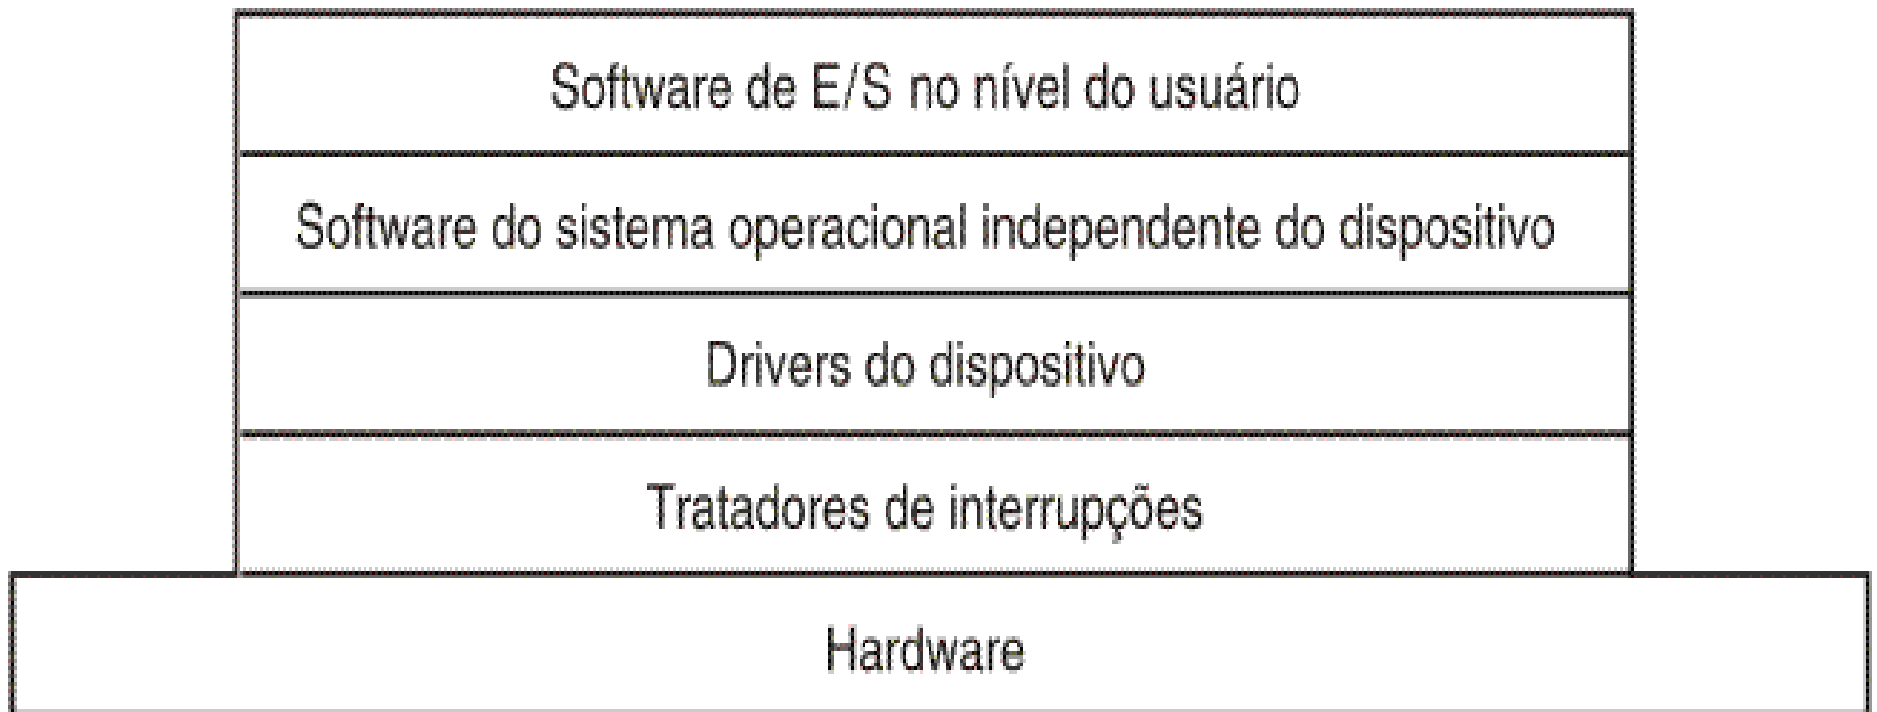 Software de E/S no nível do usuário
Software do sistema operacional independente do dispositivo
Drivers do dispositivo
Tratadores de interrupções
Hardware